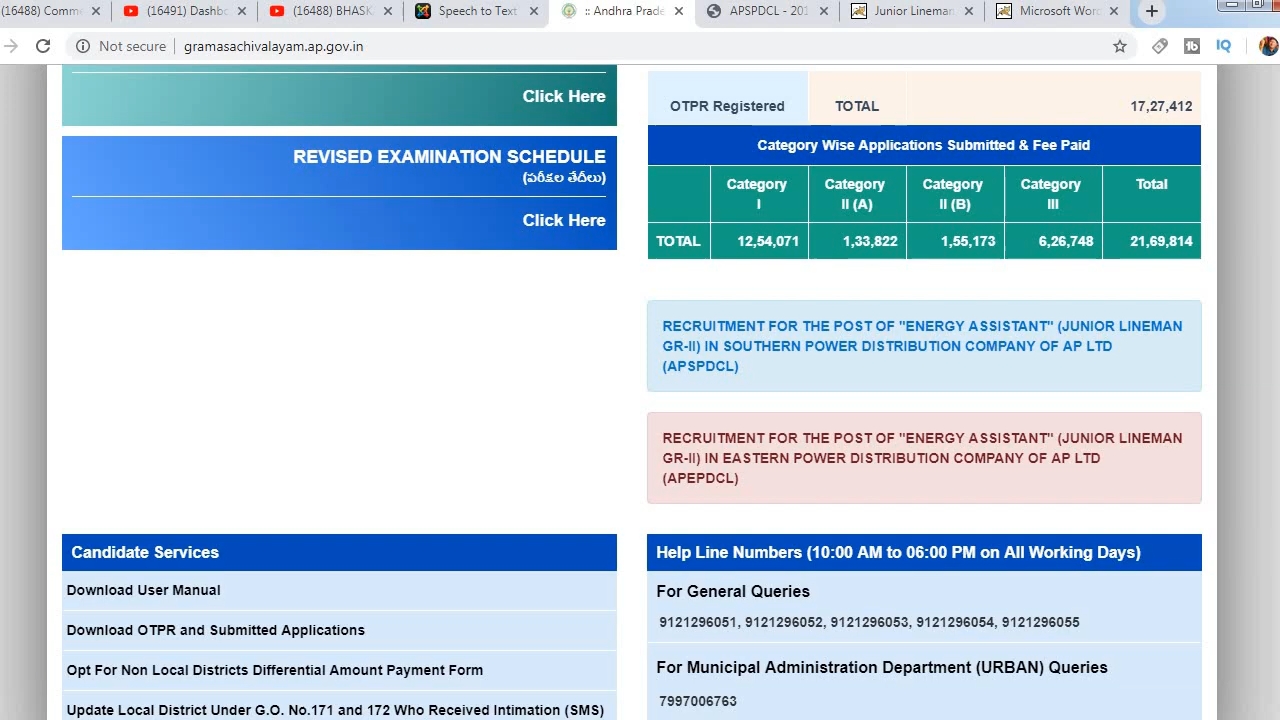 (16488) Comme
(16491) Dashbo
(16488) BHASK
Speech to Text
:: Andhra Prade
APSPDCL - 201
Junior Lineman
Microsoft Word
Not secure
gramasachivalayam.ap.gov.in
IQ
Click Here
REVISED EXAMINATION SCHEDULE
(పరీక్షల తేదీలు)
Click Here
OTPR Registered TOTAL 17,27,412
Category Wise Applications Submitted & Fee Paid
Category I
Category II (A)
Category II (B)
Category III
Total
TOTAL 12,54,071 1,33,822 1,55,173 6,26,748 21,69,814
RECRUITMENT FOR THE POST OF "ENERGY ASSISTANT" (JUNIOR LINEMAN
GR-II) IN SOUTHERN POWER DISTRIBUTION COMPANY OF AP LTD
(APSPDCL)
RECRUITMENT FOR THE POST OF "ENERGY ASSISTANT" (JUNIOR LINEMAN
GR-II) IN EASTERN POWER DISTRIBUTION COMPANY OF AP LTD
(APEPDCL)
Candidate Services
Download User Manual
Download OTPR and Submitted Applications
Opt For Non Local Districts Differential Amount Payment Form
Update Local District Under G.O. No.171 and 172 Who Received Intimation (SMS)
Help Line Numbers (10:00 AM to 06:00 PM on All Working Days)
For General Queries
9121296051, 9121296052, 9121296053, 9121296054, 9121296055
For Municipal Administration Department (URBAN) Queries
7997006763